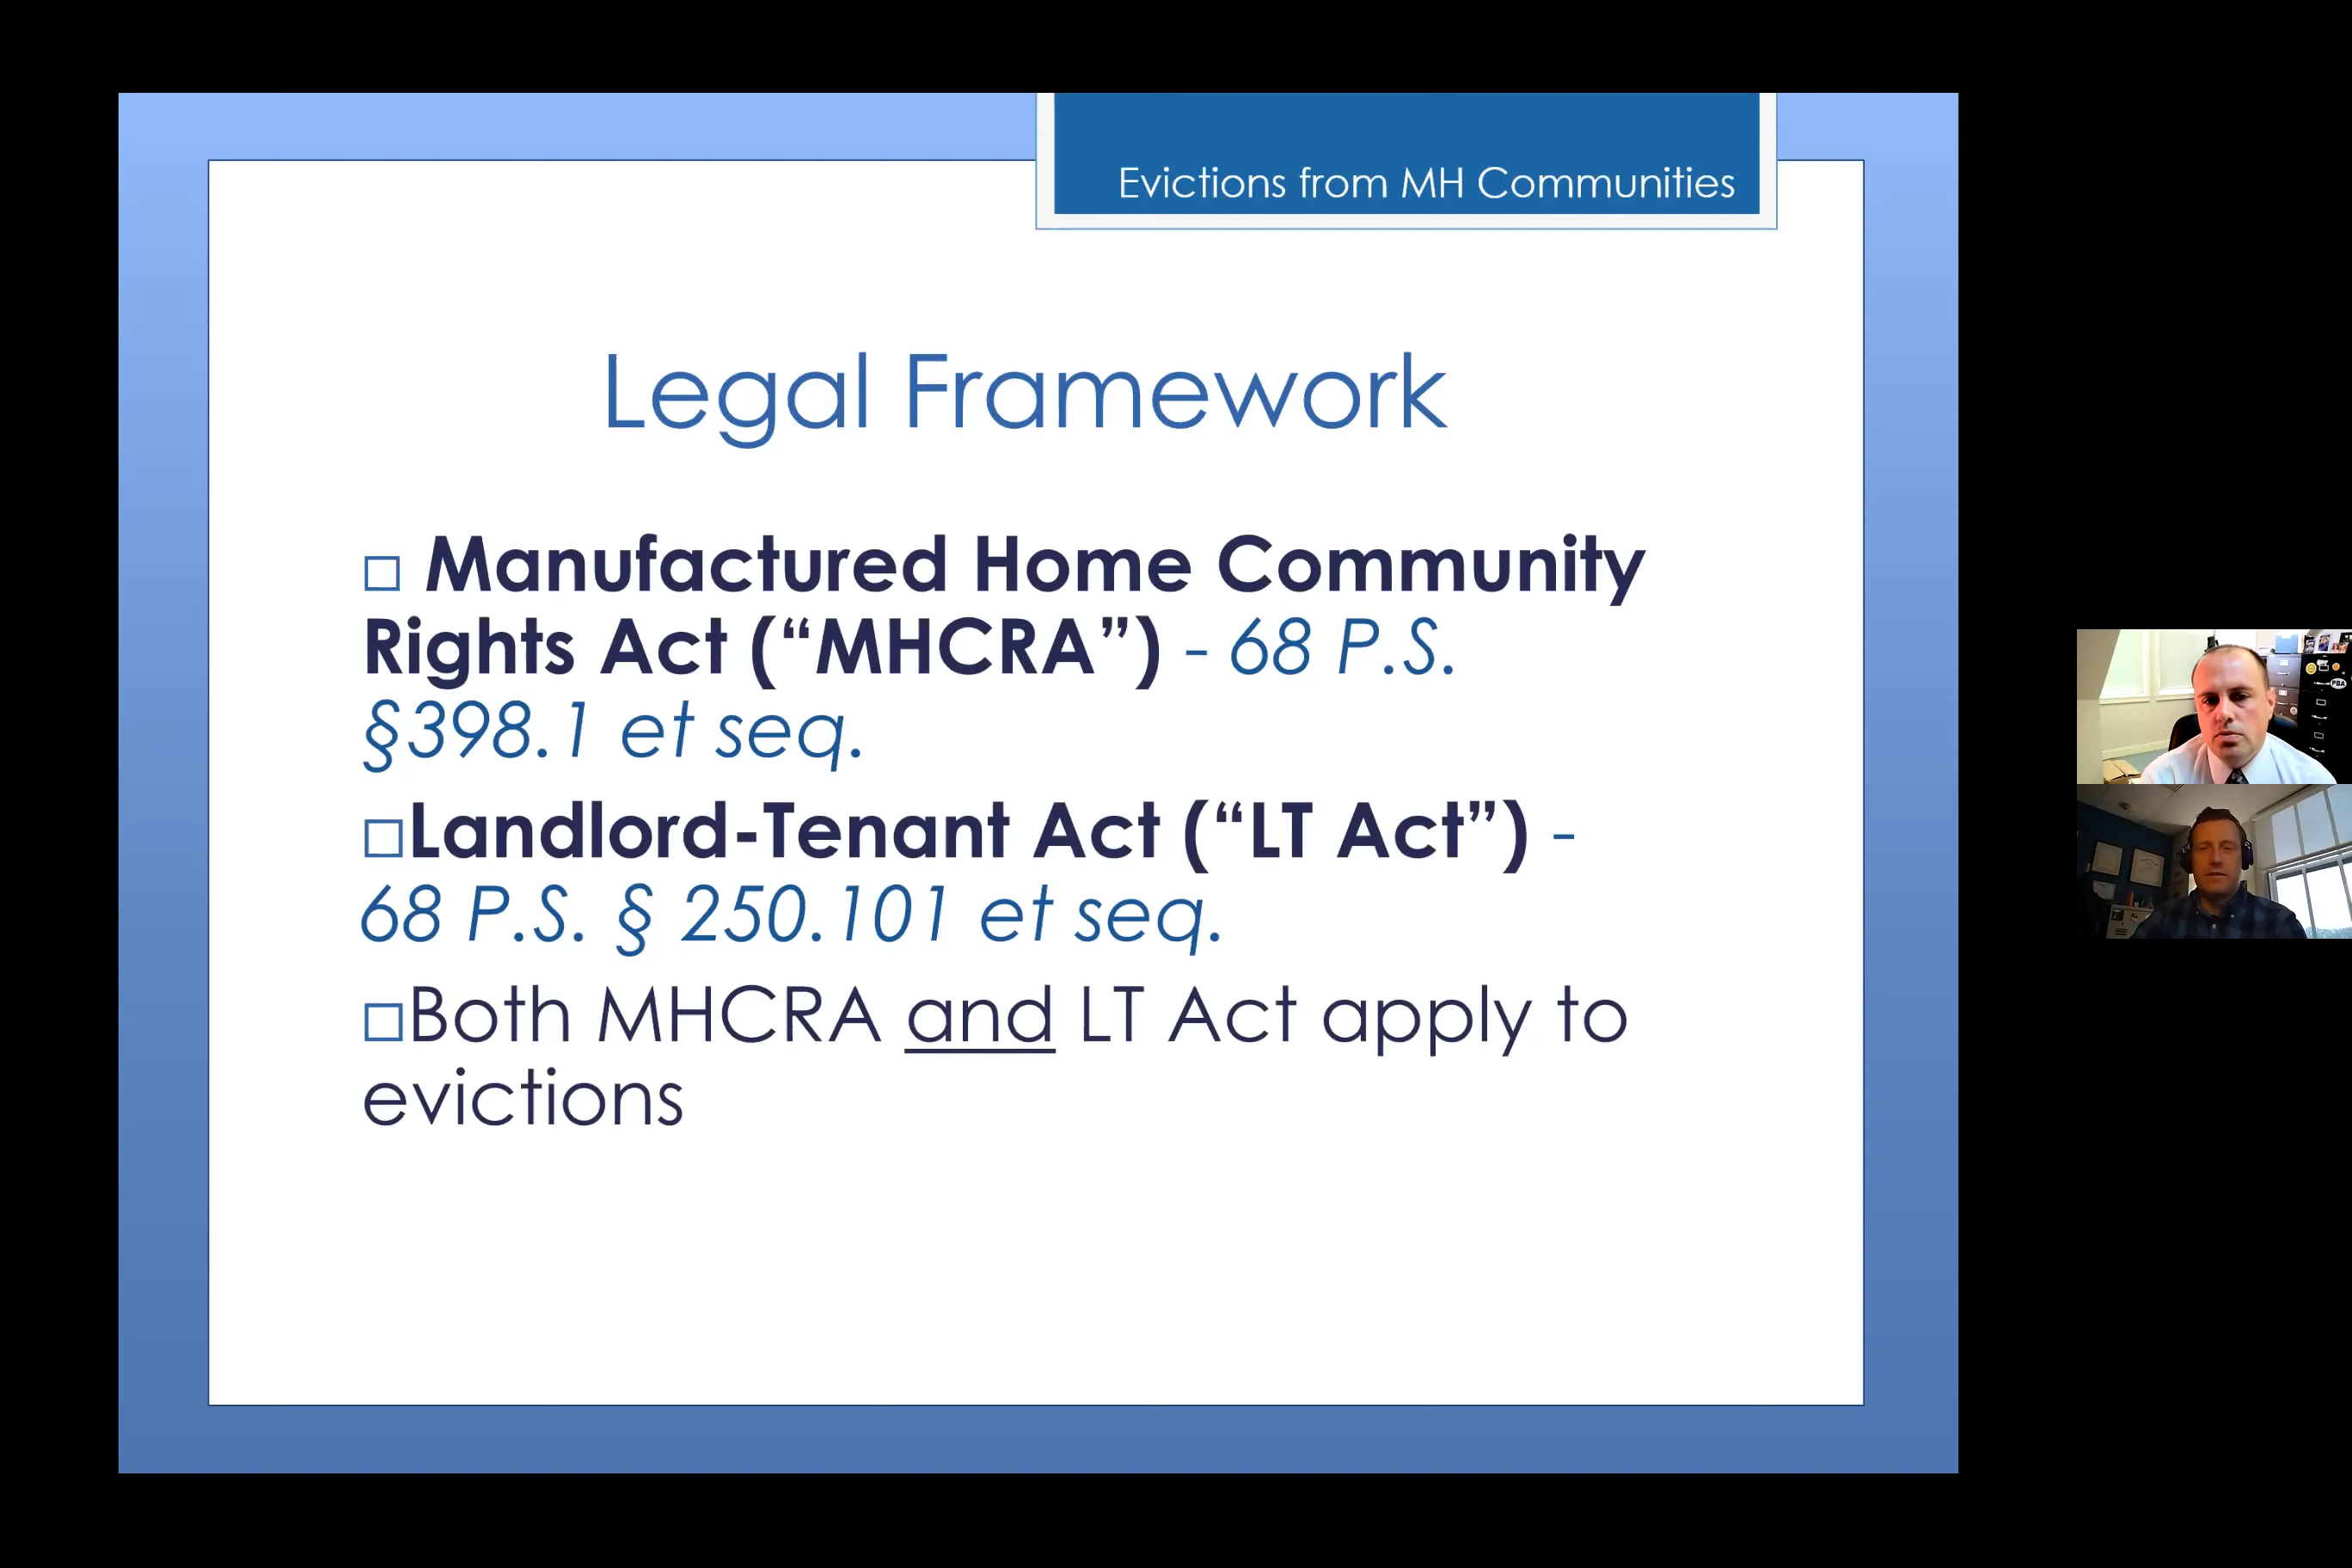 Evictions from MH Communities
Legal Framework
□ Manufactured Home Community
Rights Act (“MHCRA”) - 68 P.S.
§398.1 et seq.
□Landlord-Tenant Act (“LT Act”) -
68 P.S. § 250.101 et seq.
□Both MHCRA and LT Act apply to
evictions
PBA